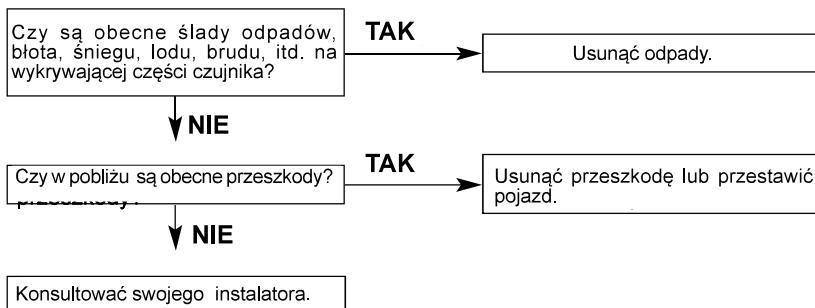 Czy są obecne ślady odpadów,
błota, śniegu, lodu, brudu, itd. na
wykrywającej części czujnika?
TAK
Usunąć odpady.
NIE
Czy w pobliżu są obecne przeszkody?
TAK
Usunąć przeszkodę lub przestawić
pojazd.
NIE
Konsultować swojego instalatora.